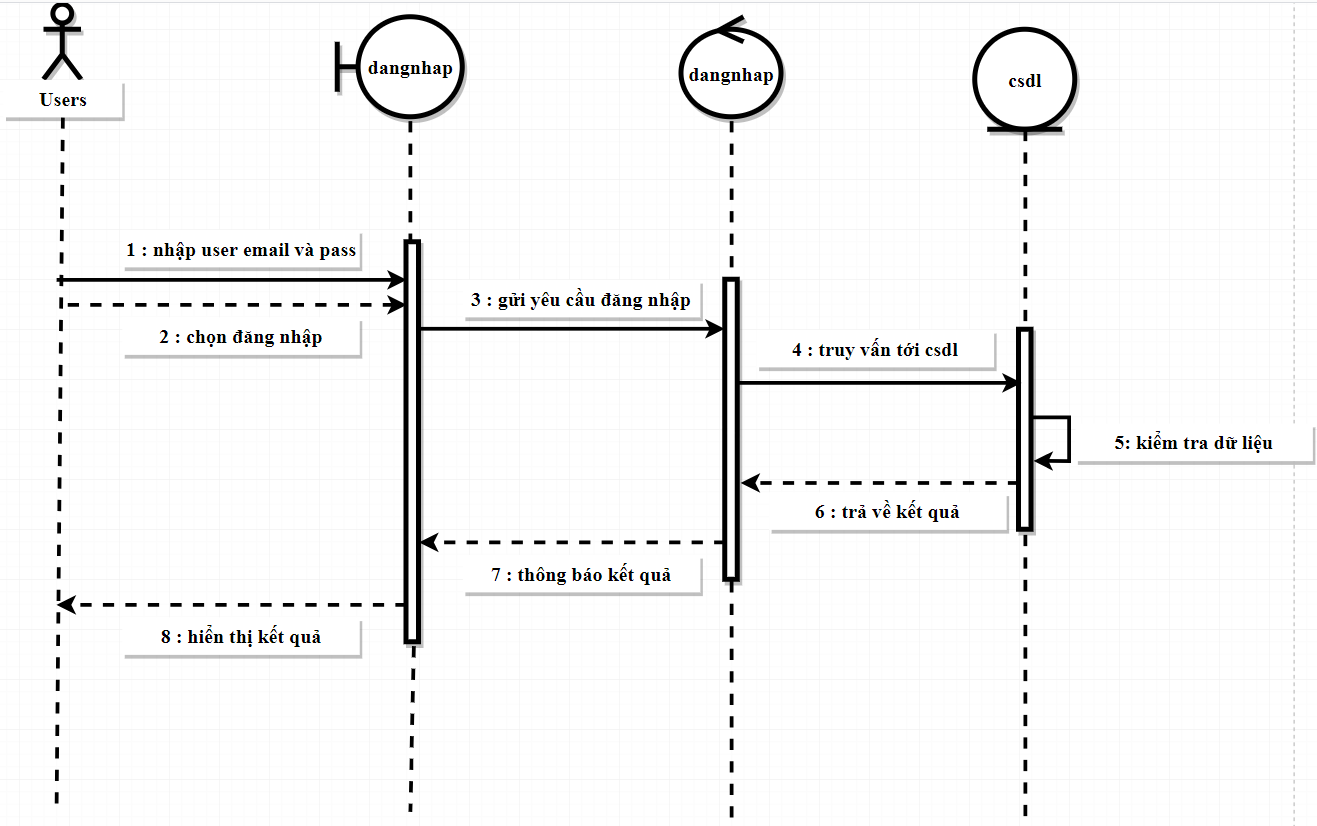 Users
dangnhap
dangnhap
csdl
1 : nhập user email và pass
2 : chọn đăng nhập
3 : gửi yêu cầu đăng nhập
4 : truy vấn tới csdl
5: kiểm tra dữ liệu
6 : trả về kết quả
7 : thông báo kết quả
8 : hiển thị kết quả